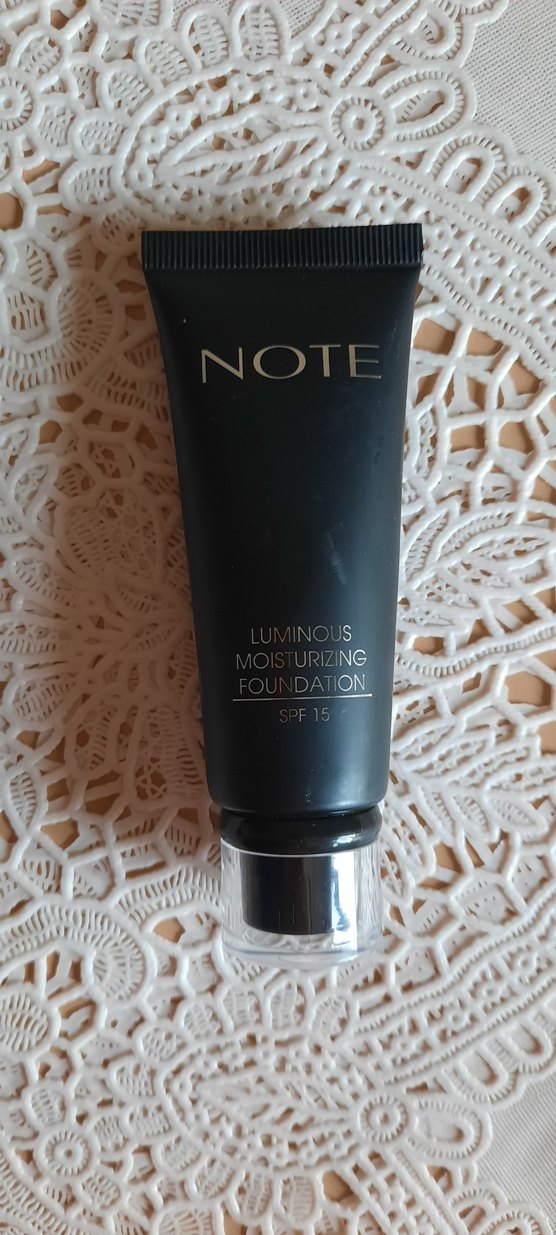 NOTE
LUMINOUS
MOISTURIZING
FOUNDATION
SPF 15